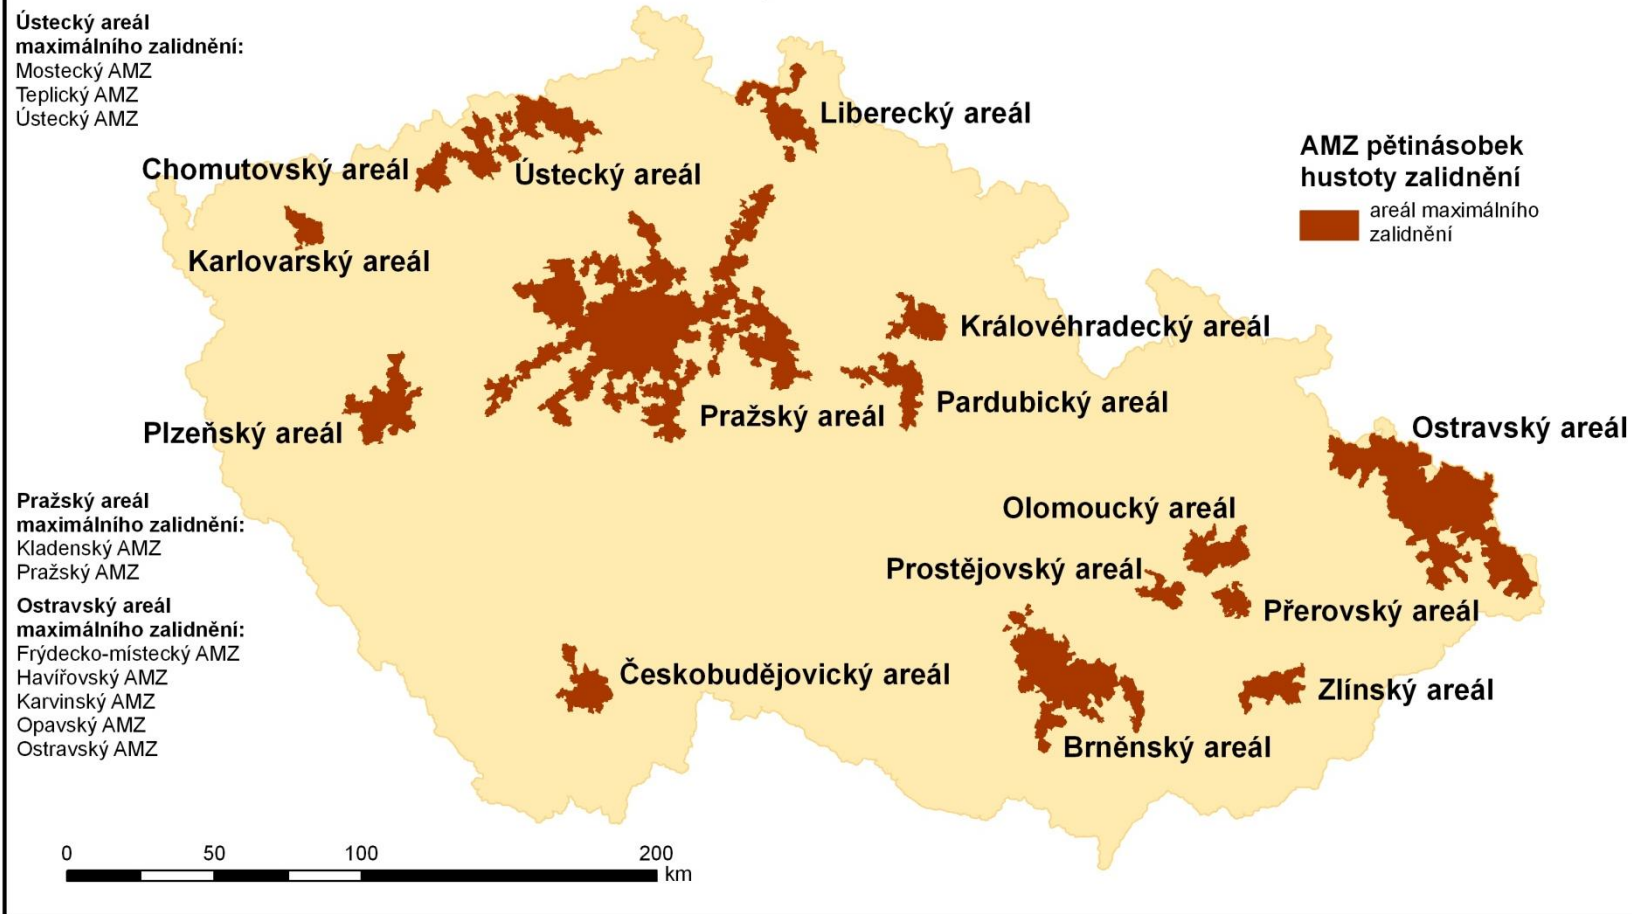 Ústecký areál
maximálního zalidnění:
Mostecký AMZ
Teplický AMZ
Ústecký AMZ
Liberecký areál
Chomutovský areál
Ústecký areál
AMZ pětinásobek
hustoty zalidnění
areál maximálního
zalidnění
Karlovarský areál
Královéhradecký areál
Pardubický areál
Pražský areál
Plzeňský areál
Ostravský areál
Pražský areál
maximálního zalidnění:
Kladenský AMZ
Pražský AMZ
Olomoucký areál
Prostějovský areál
Přerovský areál
Ostravský areál
maximálního zalidnění:
Frýdecko-místecký AMZ
Havířovský AMZ
Karvinský AMZ
Opavský AMZ
Ostravský AMZ
Českobudějovický areál
Zlínský areál
Brněnský areál
0 50 100 200
km